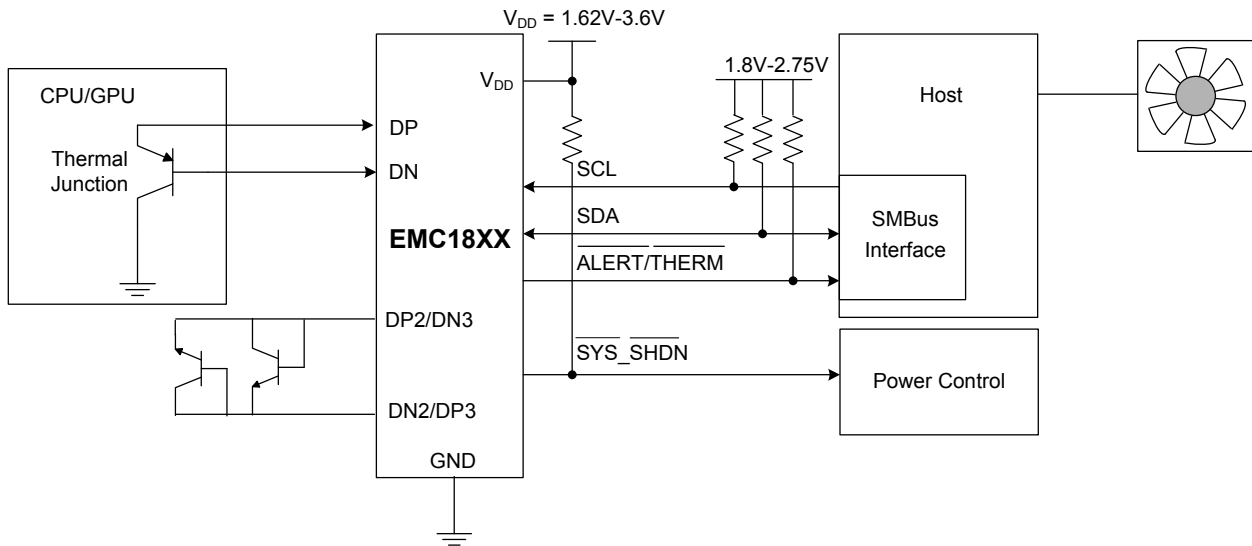 V_DD = 1.62V-3.6V
CPU/GPU
V_DD
1.8V-2.75V
Host
DP
Thermal
Junction
DN
SCL
SDA
SMBus
Interface
EMC18XX
ALERT/THERM
DP2/DN3
SYS_SHDN
Power Control
DN2/DP3
GND